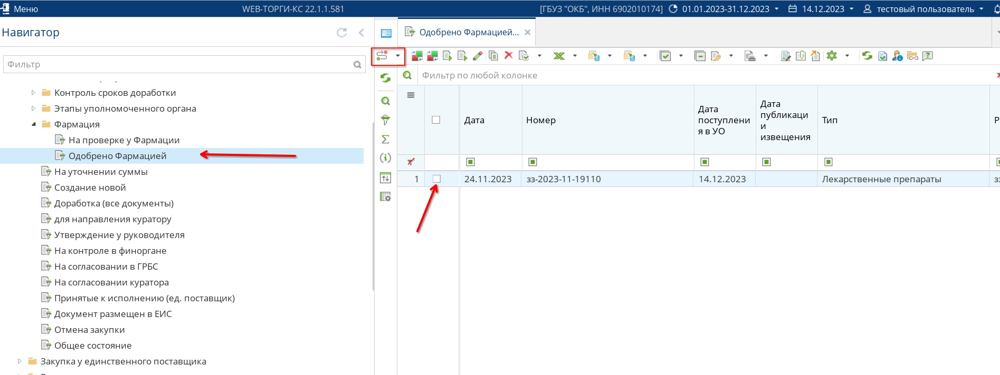 Меню
WEB-ТОРГИ-КС 22.1.1.581
[ГБУЗ "ОКБ", ИНН 6902010174]
01.01.2023-31.12.2023
14.12.2023
тестовый пользователь
Навигатор
Одобрено Фармацией...
Фильтр
Фильтр по любой колонке
Контроль сроков доработки
Этапы уполномоченного органа
Фармация
На проверке у Фармации
Одобрено Фармацией
На уточнении суммы
Создание новой
Доработка (все документы)
для направления куратору
Утверждение у руководителя
На контроле в финоргане
На согласовании в ГРБС
На согласовании куратора
Принятые к исполнению (ед. поставщик)
Документ размещен в ЕИС
Отмена закупки
Общее состояние
Закупка у единственного поставщика
Дата
Номер
Дата
поступлени
я в УО
Дата
публикаци
и
извещения
Тип
Р
1
24.11.2023
зз-2023-11-19110
14.12.2023
Лекарственные препараты